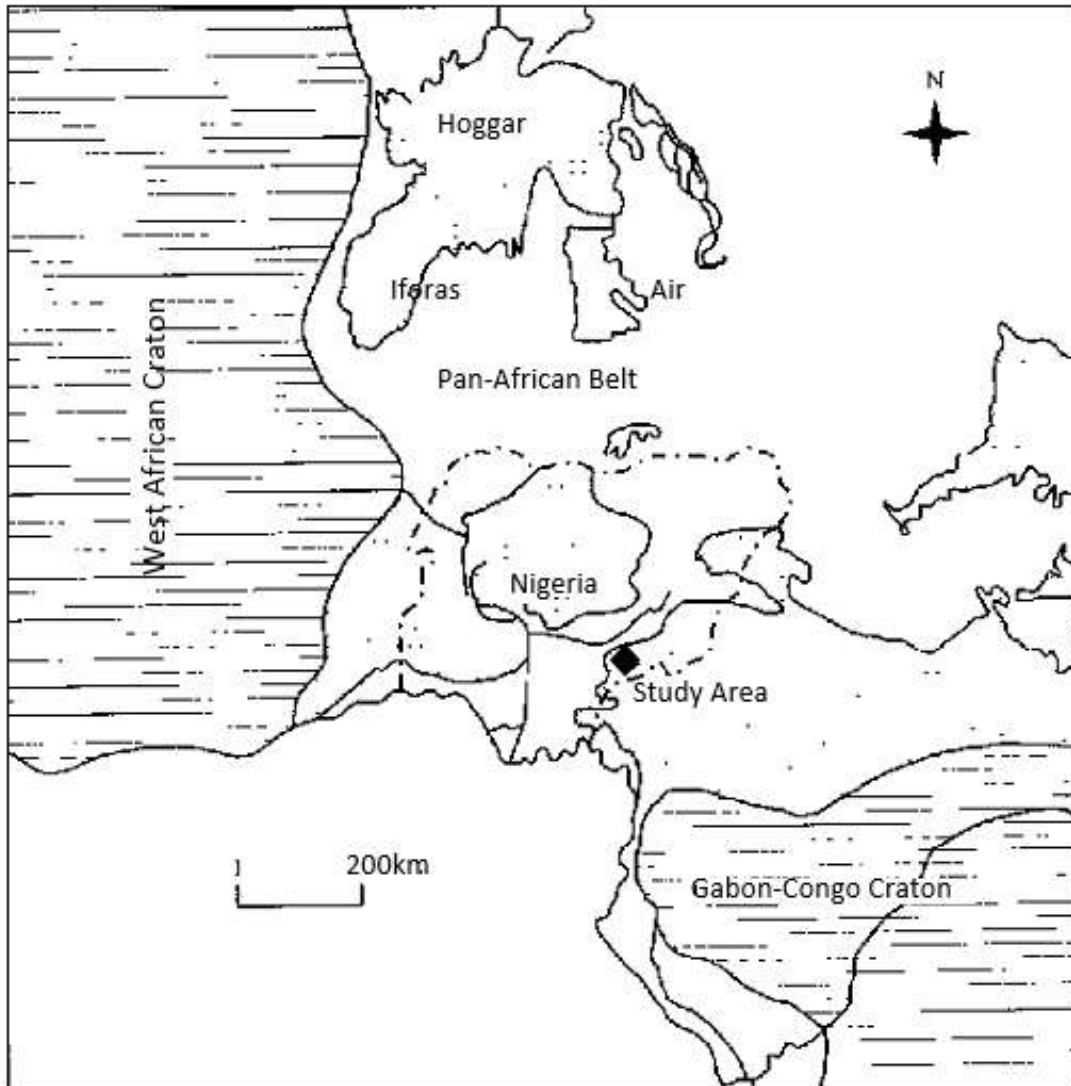 N
Hoggar
Iforas
Air
Pan-African Belt
West African Craton
Nigeria
Study Area
200km
Gabon-Congo Craton